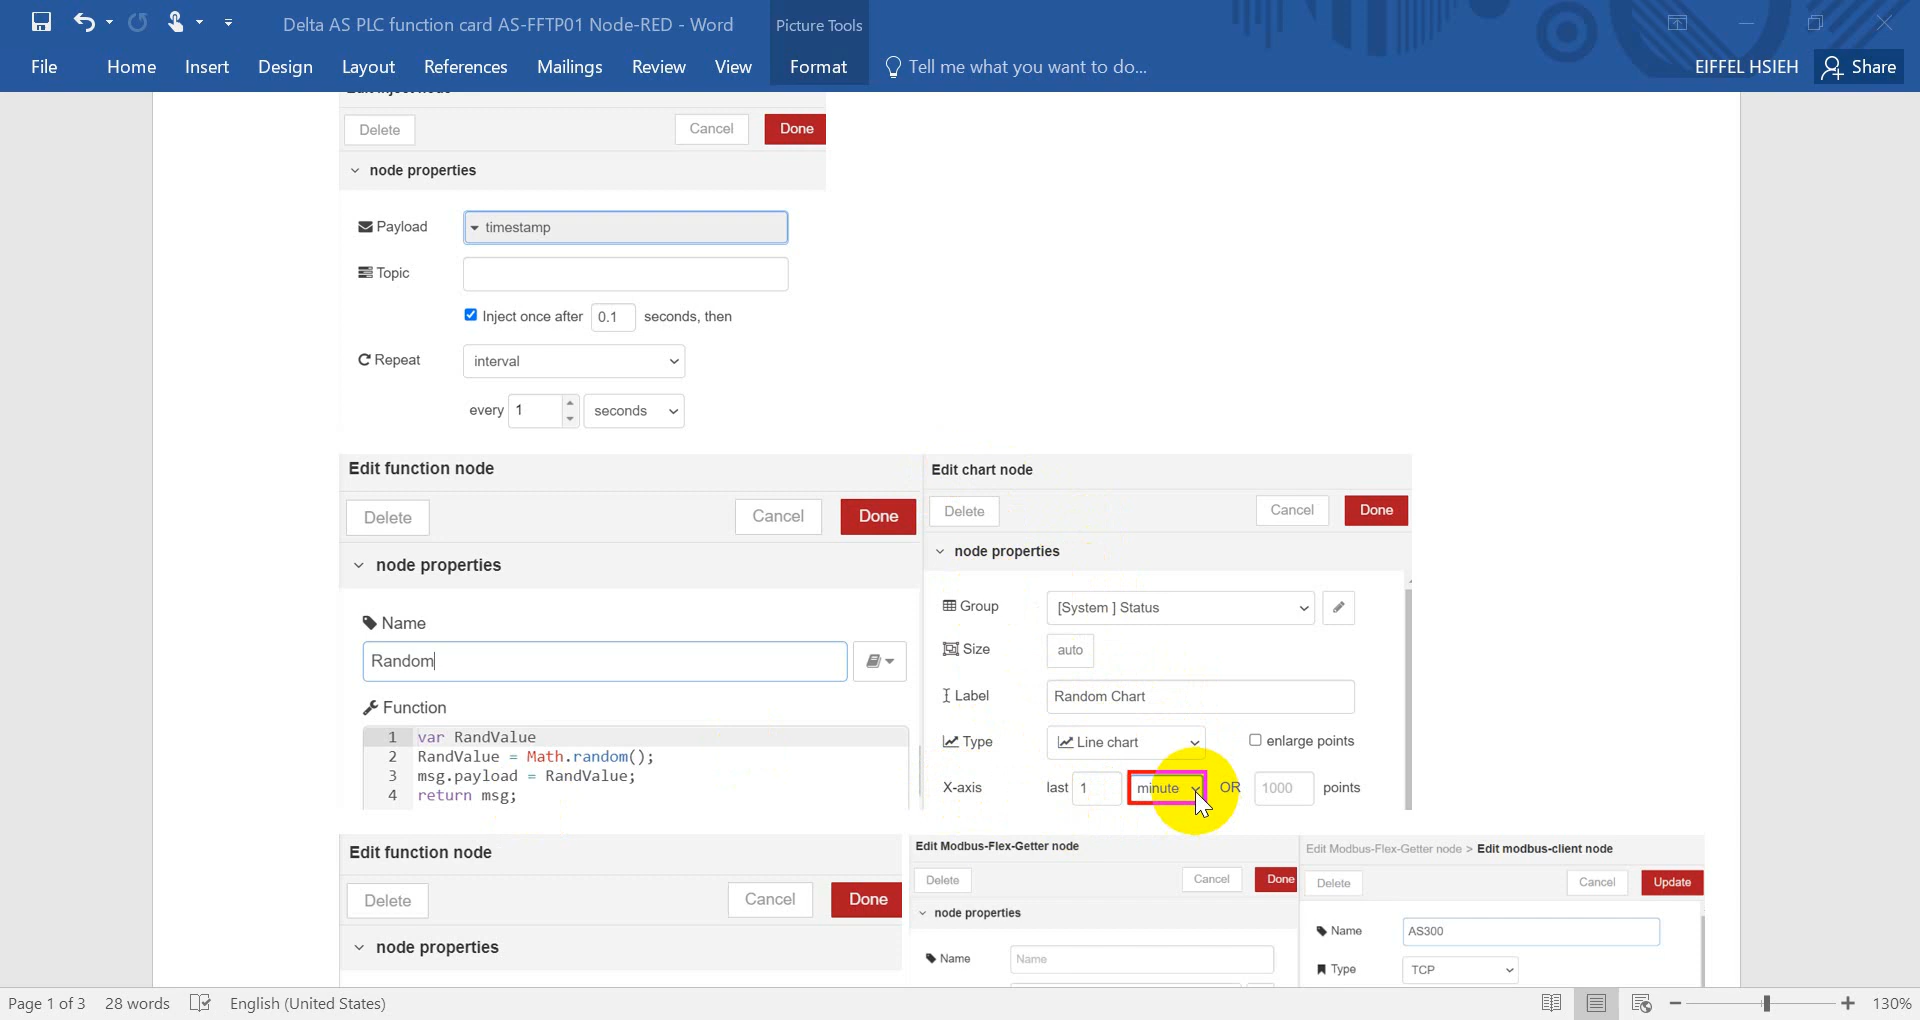 Delta AS PLC function card AS-FFTP01 Node-RED - Word
Picture Tools
File
Home
Insert
Design
Layout
References
Mailings
Review
View
Format
Tell me what you want to do...
EIFFEL HSIEH
Share
Delete
Cancel
Done
node properties
Payload
timestamp
Topic
Inject once after 0.1 seconds, then
Repeat
interval
every 1 seconds
Edit function node
Delete
Cancel
Done
node properties
Name
Random
Function
1 var RandValue
2 RandValue = Math.random();
3 msg.payload = RandValue;
4 return msg;
Edit chart node
Delete
Cancel
Done
node properties
Group
[System ] Status
Size
auto
Label
Random Chart
Type
Line chart
enlarge points
X-axis
last 1 minute OR 1000 points
Edit function node
Delete
Cancel
Done
node properties
Edit Modbus-Flex-Getter node
Delete
Cancel
Done
node properties
Name
Name
Edit Modbus-Flex-Getter node > Edit modbus-client node
Delete
Cancel
Update
Name
AS300
Type
TCP
Page 1 of 3
28 words
English (United States)
130%